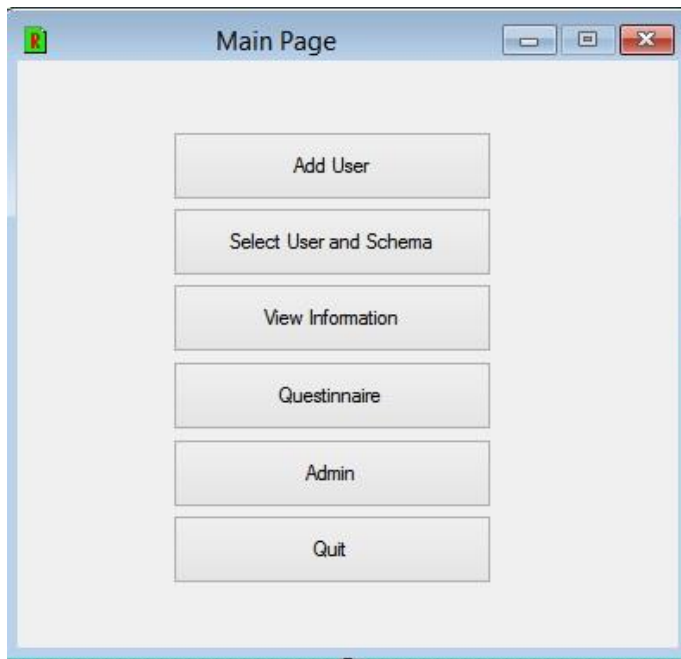 R
Main Page
Add User
Select User and Schema
View Information
Questinnaire
Admin
Quit